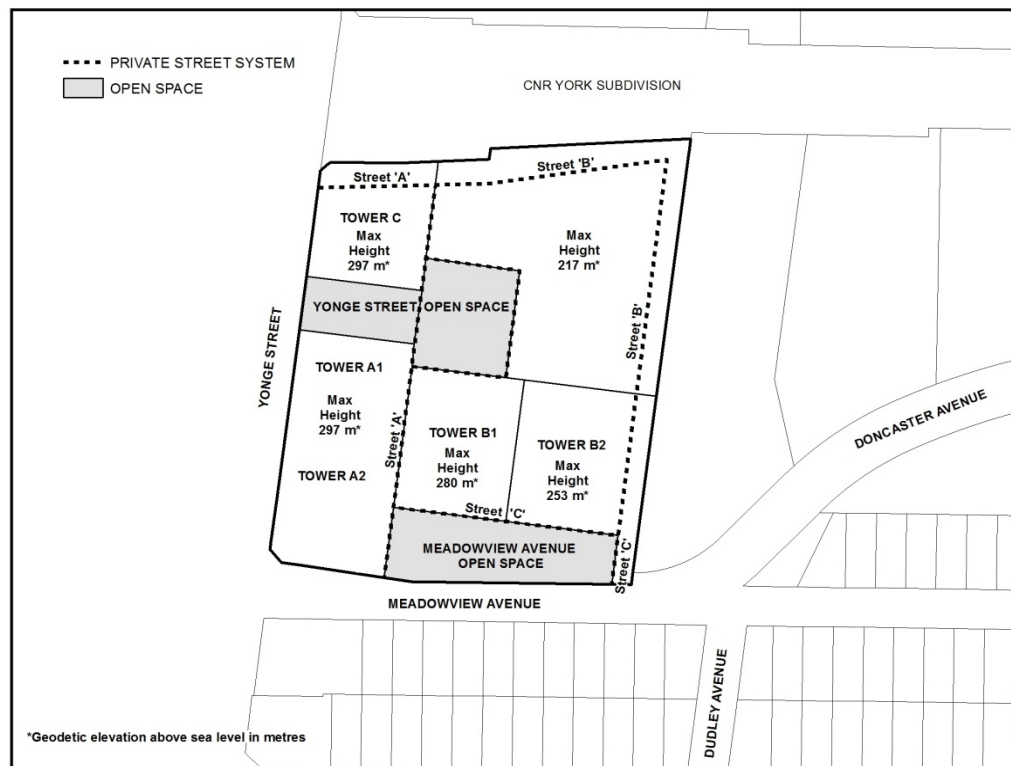 PRIVATE STREET SYSTEM
OPEN SPACE
CNR YORK SUBDIVISION
Street 'A'
Street 'B'
TOWER C
Max
Height
297 m*
Max
Height
217 m*
YONGE STREET OPEN SPACE
Street 'B'
YONGE STREET
TOWER A1
Max
Height
297 m*
TOWER A2
Street 'A'
TOWER B1
Max
Height
280 m*
TOWER B2
Max
Height
253 m*
DONCASTER AVENUE
Street 'C'
MEADOWVIEW AVENUE
OPEN SPACE
Street 'C'
MEADOWVIEW AVENUE
DUDLEY AVENUE
*Geodetic elevation above sea level in metres